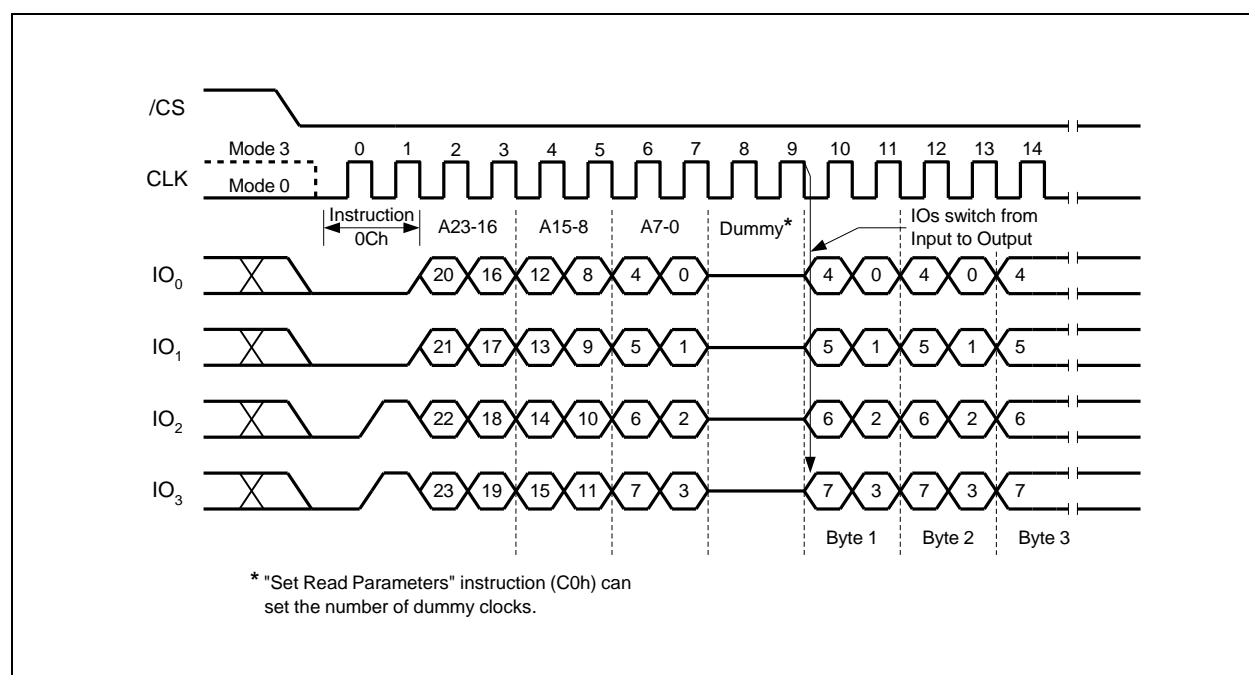 /CS
Mode 3 0 1 2 3 4 5 6 7 8 9 10 11 12 13 14
CLK
Mode 0
Instruction A23-16 A15-8 A7-0 Dummy* IOs switch from
0Ch Input to Output
IO0 20 16 12 8 4 0 4 0 4 0 4
IO1 21 17 13 9 5 1 5 1 5 1 5
IO2 22 18 14 10 6 2 6 2 6 2 6
IO3 23 19 15 11 7 3 7 3 7 3 7
Byte 1 Byte 2 Byte 3
* "Set Read Parameters" instruction (C0h) can
set the number of dummy clocks.